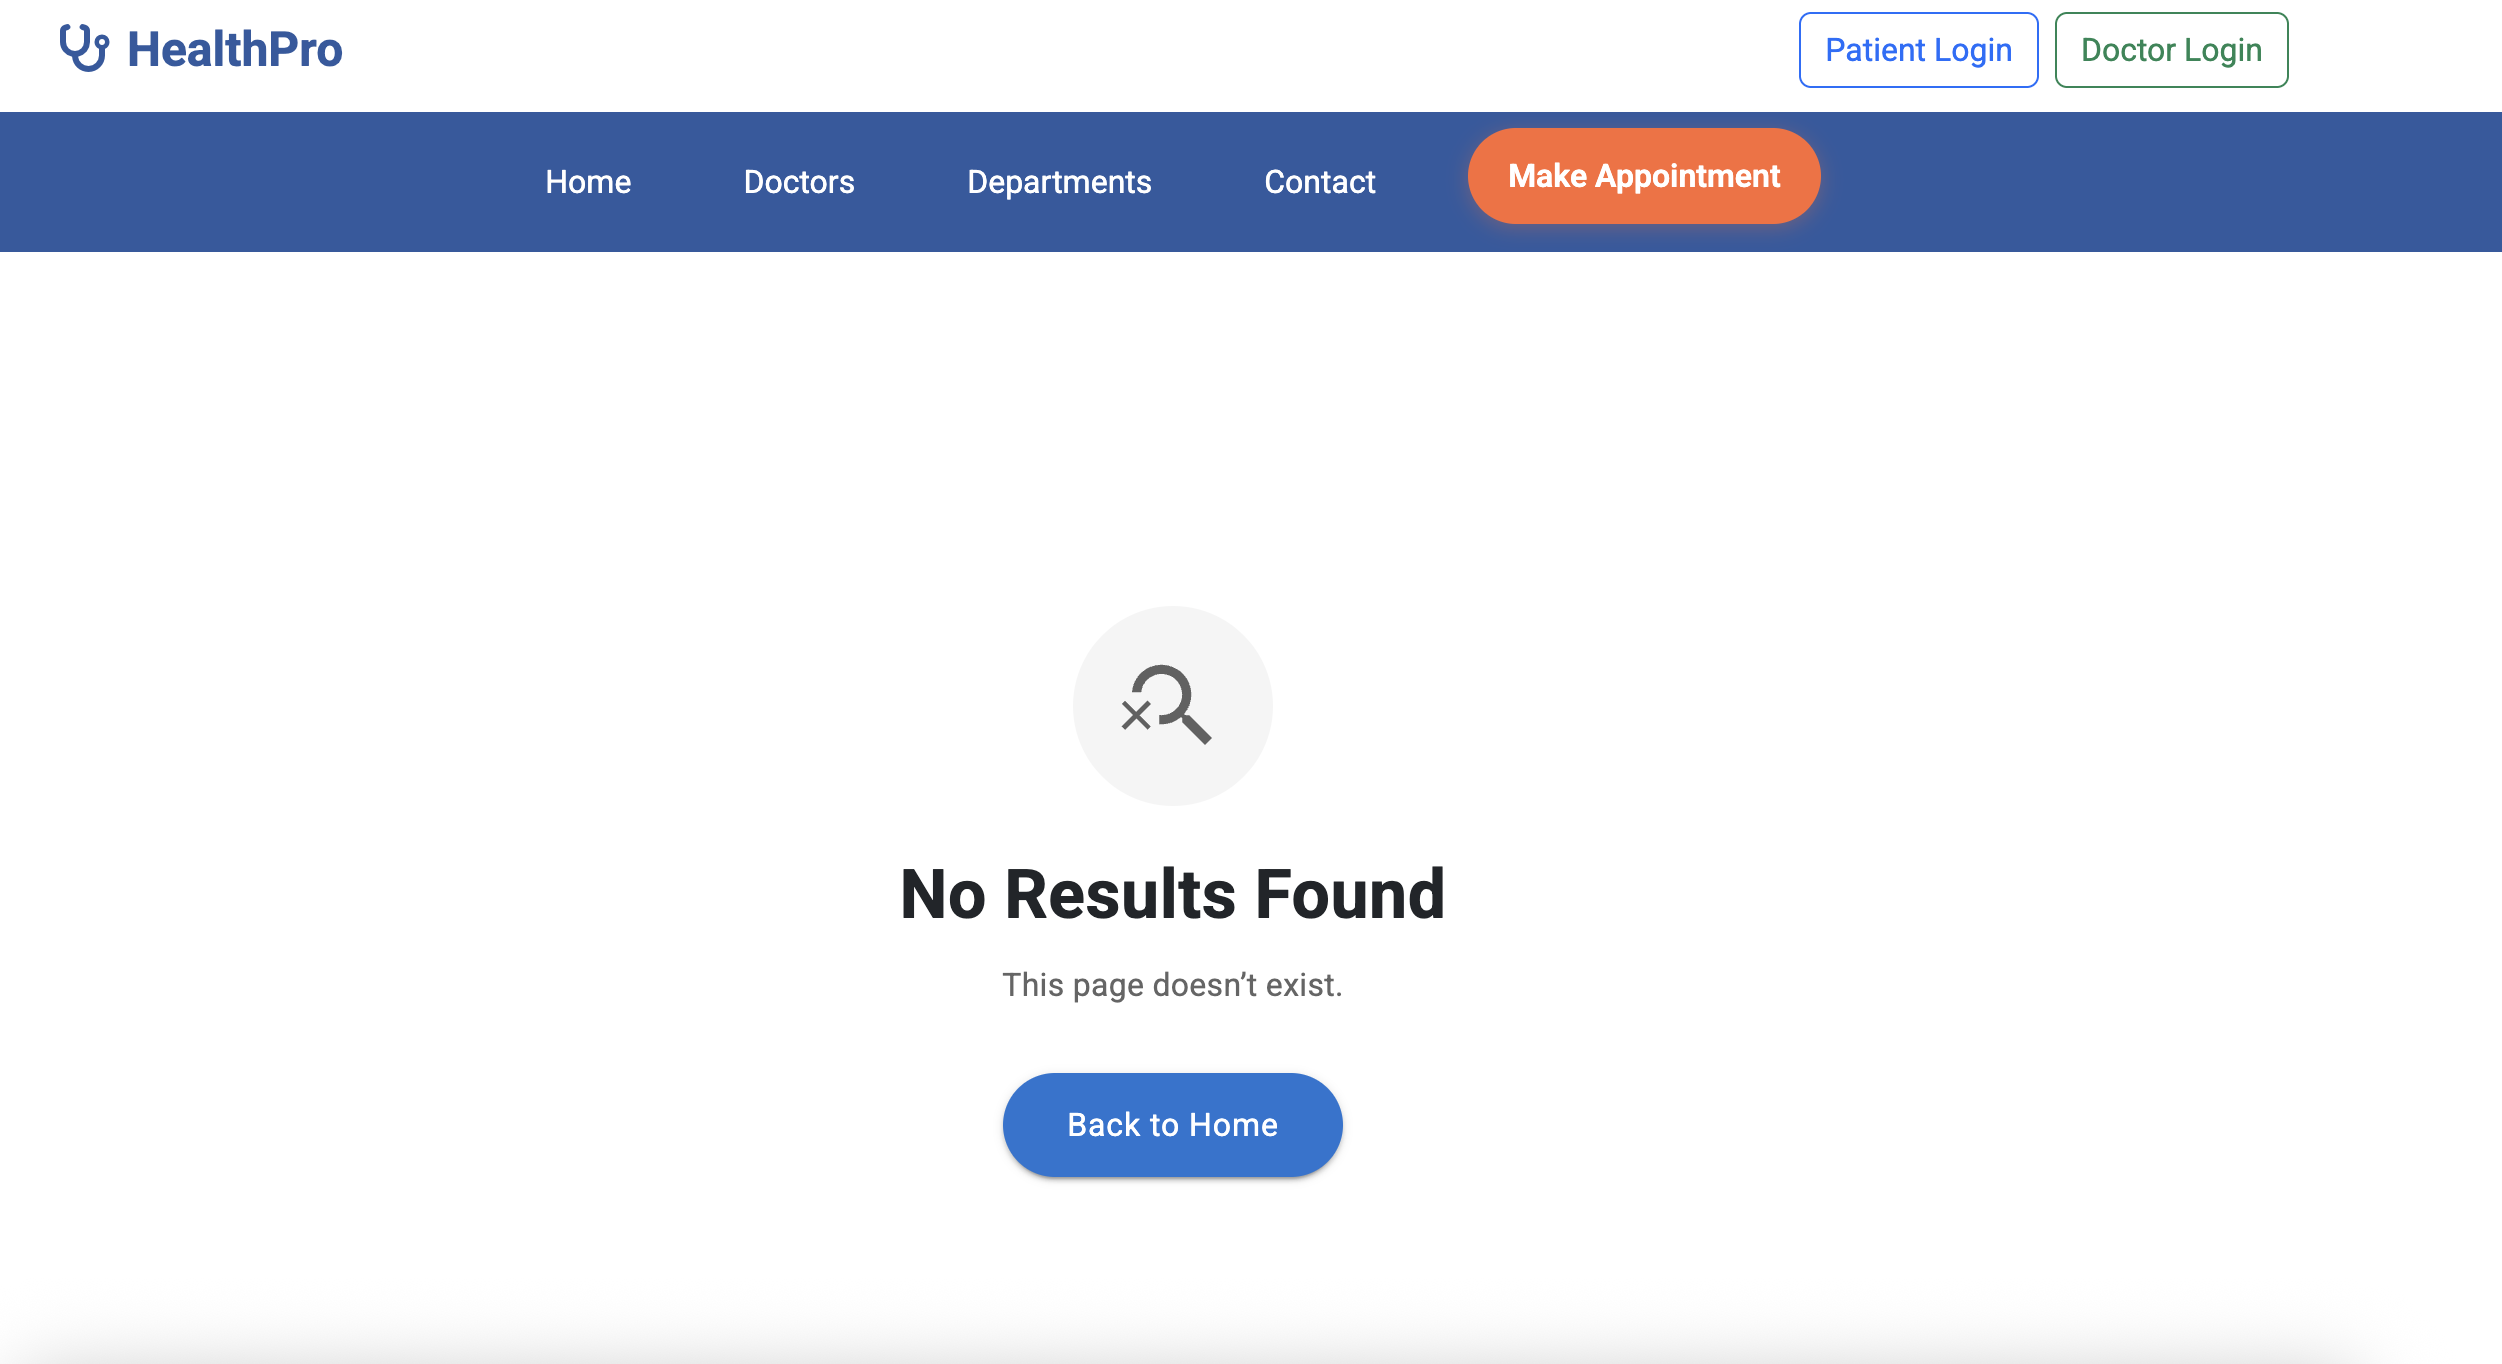 HealthPro
Patient Login
Doctor Login
Home
Doctors
Departments
Contact
Make Appointment
No Results Found
This page doesn’t exist.
Back to Home